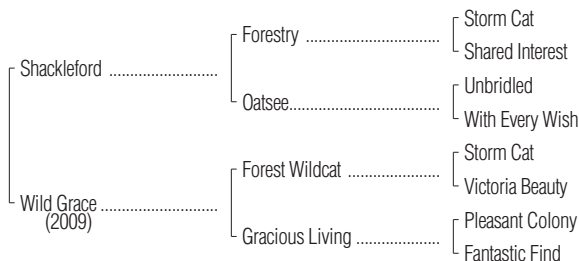 Storm Cat
Forestry
Shared Interest
Shackleford
Unbridled
Oatsee
With Every Wish
Storm Cat
Forest Wildcat
Victoria Beauty
Wild Grace
(2009)
Pleasant Colony
Gracious Living
Fantastic Find